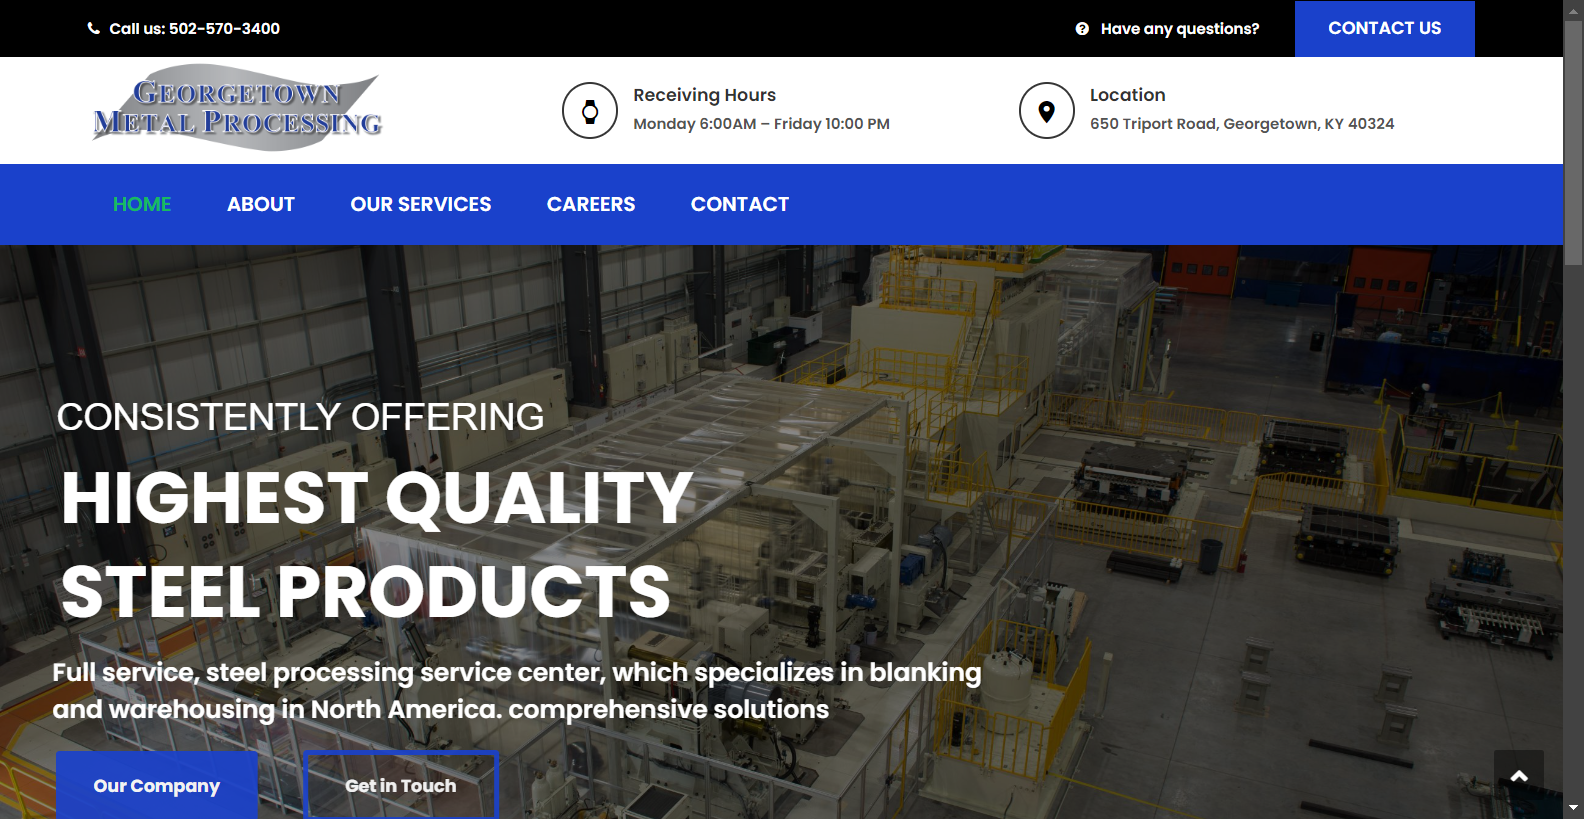 Call us: 502-570-3400
Have any questions?
CONTACT US
GEORGETOWN
METAL PROCESSING
Receiving Hours
Monday 6:00AM – Friday 10:00 PM
Location
650 Triport Road, Georgetown, KY 40324
HOME
ABOUT
OUR SERVICES
CAREERS
CONTACT
CONSISTENTLY OFFERING
HIGHEST QUALITY
STEEL PRODUCTS
Full service, steel processing service center, which specializes in blanking
and warehousing in North America. comprehensive solutions
Our Company
Get in Touch